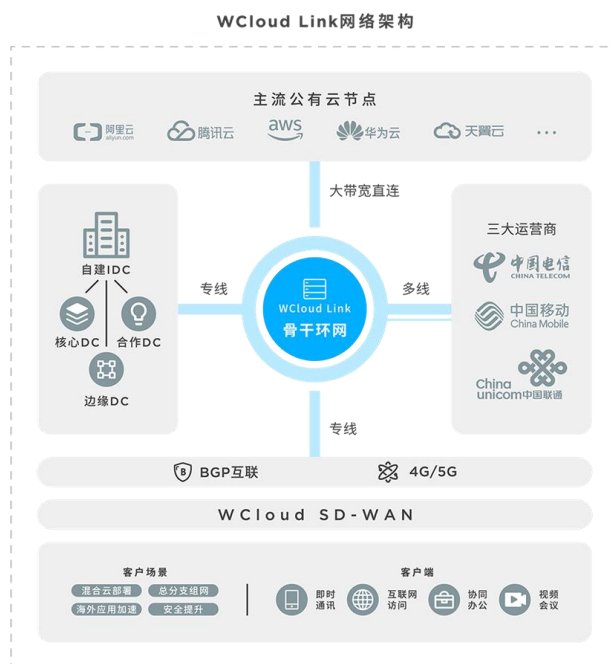 WCloud Link网络架构
主流公有云节点
阿里云
aliyun.com
腾讯云
aws
华为云
天翼云
...
大带宽直连
自建IDC
核心DC
合作DC
边缘DC
专线
WCloud Link
骨干环网
多线
三大运营商
中国电信
CHINA TELECOM
中国移动
China Mobile
China
unicom中国联通
专线
B
BGP互联
4G/5G
WCloud SD-WAN
客户场景
混合云部署
总分支组网
海外应用加速
安全提升
客户端
即时
通讯
互联网
访问
协同
办公
视频
会议